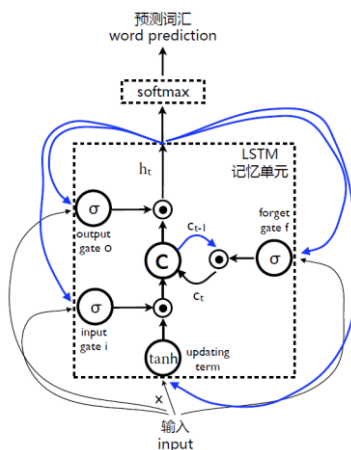 预测词汇
word prediction
softmax
LSTM
记忆单元
hₜ
σ
output
gate O
cₜ₋₁
forget
gate f
σ
C
cₜ
σ
input
gate i
tanh
updating
term
x
输入
input